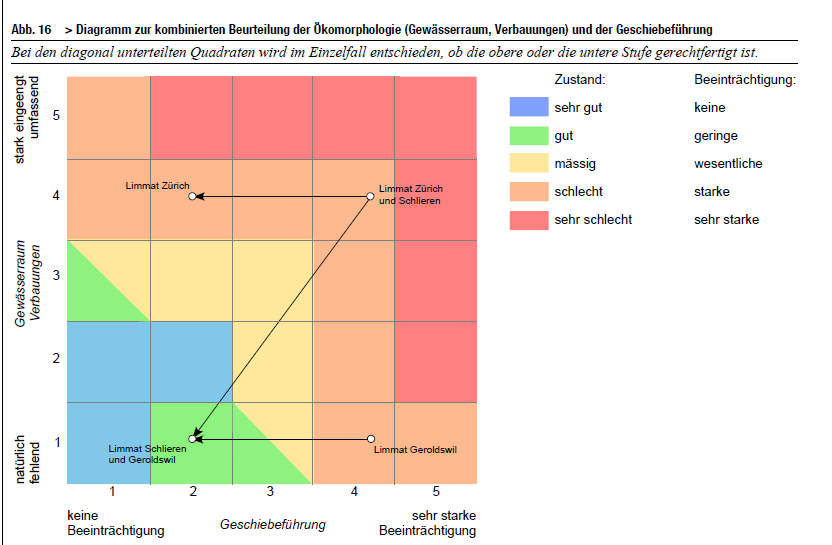 Abb. 16 > Diagramm zur kombinierten Beurteilung der Ökomorphologie (Gewässerraum, Verbauungen) und der Geschiebeführung
Bei den diagonal unterteilten Quadraten wird im Einzelfall entschieden, ob die obere oder die untere Stufe gerechtfertigt ist.
stark eingeengt
umfassend
Gewässerraum
Verbauungen
natürlich
fehlend
5
4
3
2
1
Limmat Zürich
Limmat Zürich
und Schlieren
Limmat Schlieren
und Geroldswil
Limmat Geroldswil
1 2 3 4 5
keine
Beeinträchtigung
Geschiebeführung
sehr starke
Beeinträchtigung
Zustand: Beeinträchtigung:
sehr gut keine
gut geringe
mässig wesentliche
schlecht starke
sehr schlecht sehr starke